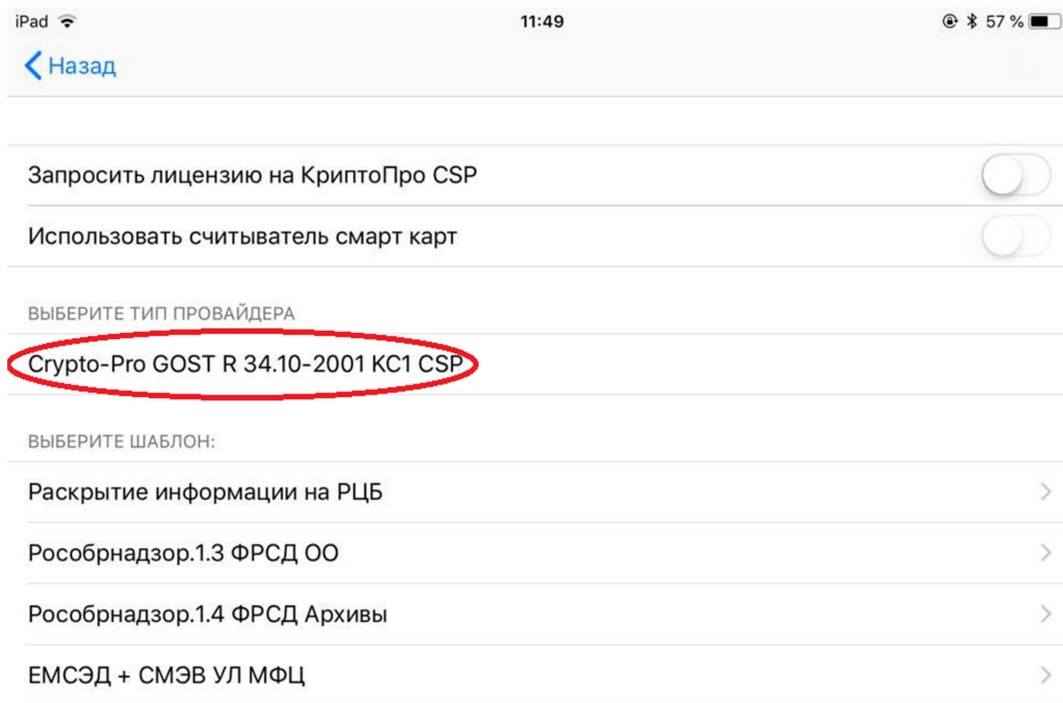 iPad 11:49 57 %
Назад
Запросить лицензию на КриптоПро CSP
Использовать считыватель смарт карт
ВЫБЕРИТЕ ТИП ПРОВАЙДЕРА
Crypto-Pro GOST R 34.10-2001 KC1 CSP
ВЫБЕРИТЕ ШАБЛОН:
Раскрытие информации на РЦБ
Рособрнадзор.1.3 ФРСД ОО
Рособрнадзор.1.4 ФРСД Архивы
ЕМСЭД + СМЭВ УЛ МФЦ